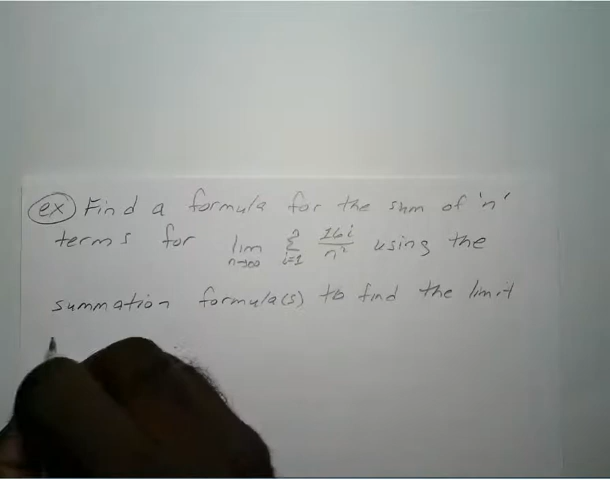 ex Find a formula for the sum of 'n'
terms for lim n→∞ Σ i=1 n 16i/n² using the
summation formula(s) to find the limit